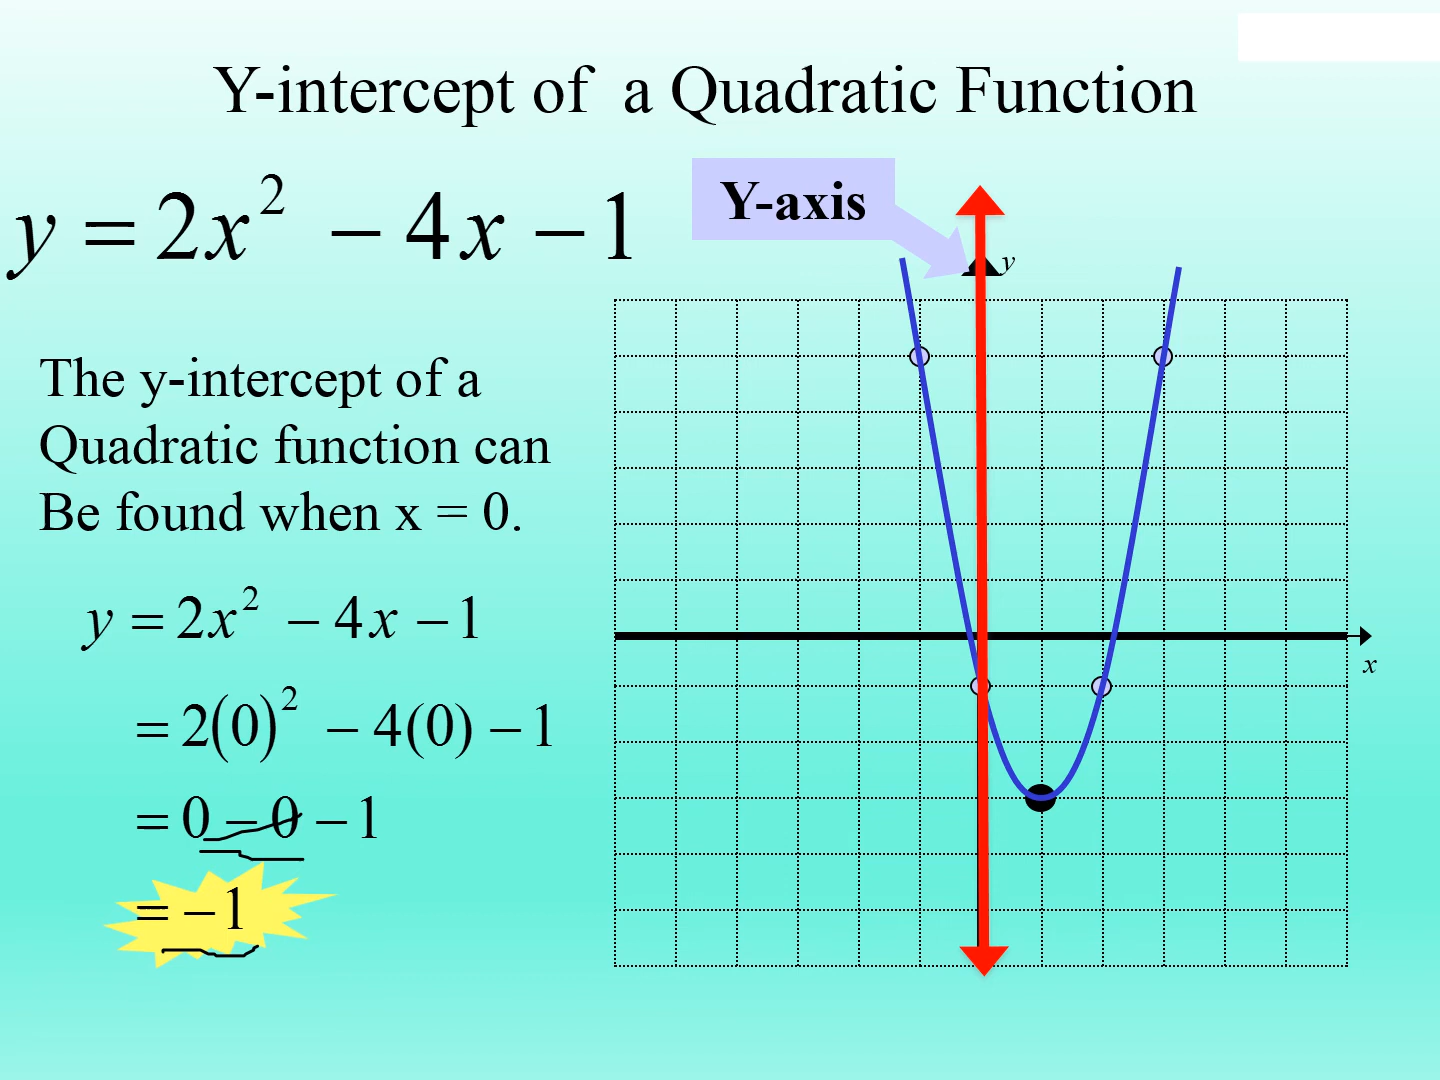 Y-intercept of a Quadratic Function
y = 2x² − 4x − 1
Y-axis
y
The y-intercept of a
Quadratic function can
Be found when x = 0.
x
y = 2x² − 4x − 1
= 2(0)² − 4(0) − 1
= 0 − 0 − 1
= −1